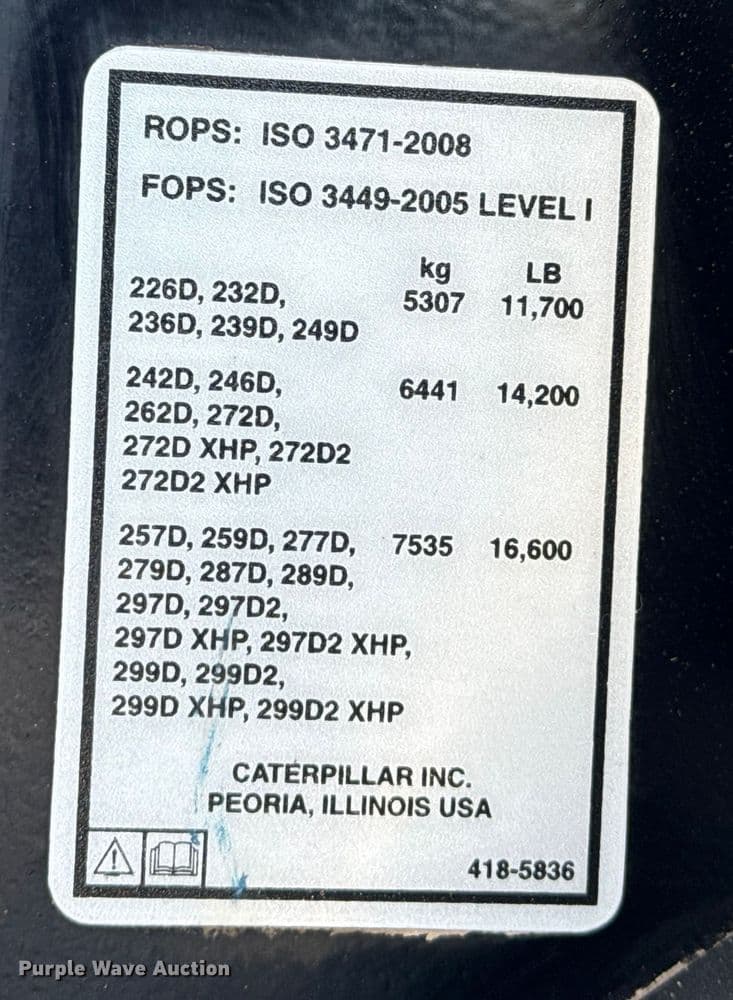 ROPS: ISO 3471-2008
FOPS: ISO 3449-2005 LEVEL I
kg LB
226D, 232D, 5307 11,700
236D, 239D, 249D
242D, 246D, 6441 14,200
262D, 272D,
272D XHP, 272D2
272D2 XHP
257D, 259D, 277D, 7535 16,600
279D, 287D, 289D,
297D, 297D2,
297D XHP, 297D2 XHP,
299D, 299D2,
299D XHP, 299D2 XHP
CATERPILLAR INC.
PEORIA, ILLINOIS USA
418-5836
Purple Wave Auction